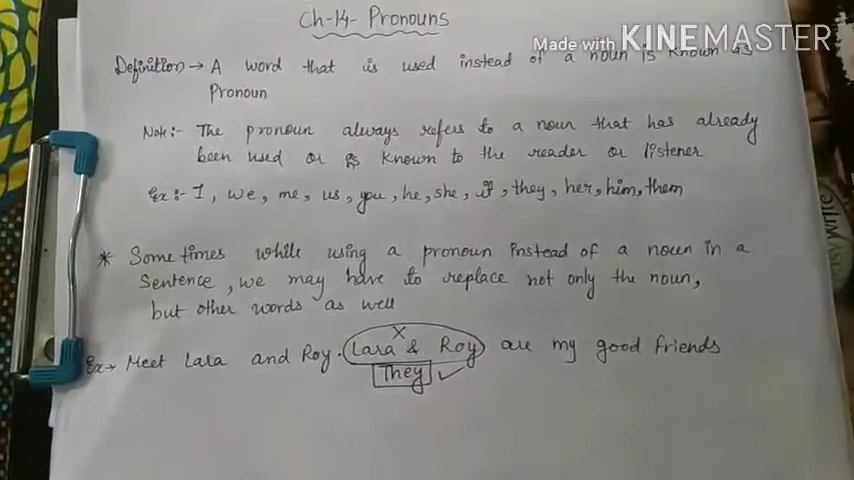 Ch-14- Pronouns
Made with KINEMASTER
Definition → A word that is used instead of a noun is known as
Pronoun
Note:- The pronoun always refers to a noun that has already
been used or is known to the reader or listener
Ex:- I, we, me, us, you, he, she, it, they, her, him, them
* Sometimes while using a pronoun instead of a noun in a
sentence, we may have to replace not only the noun,
but other words as well
X
Ex→ Meet Lara and Roy. Lara & Roy are my good friends
They ✓